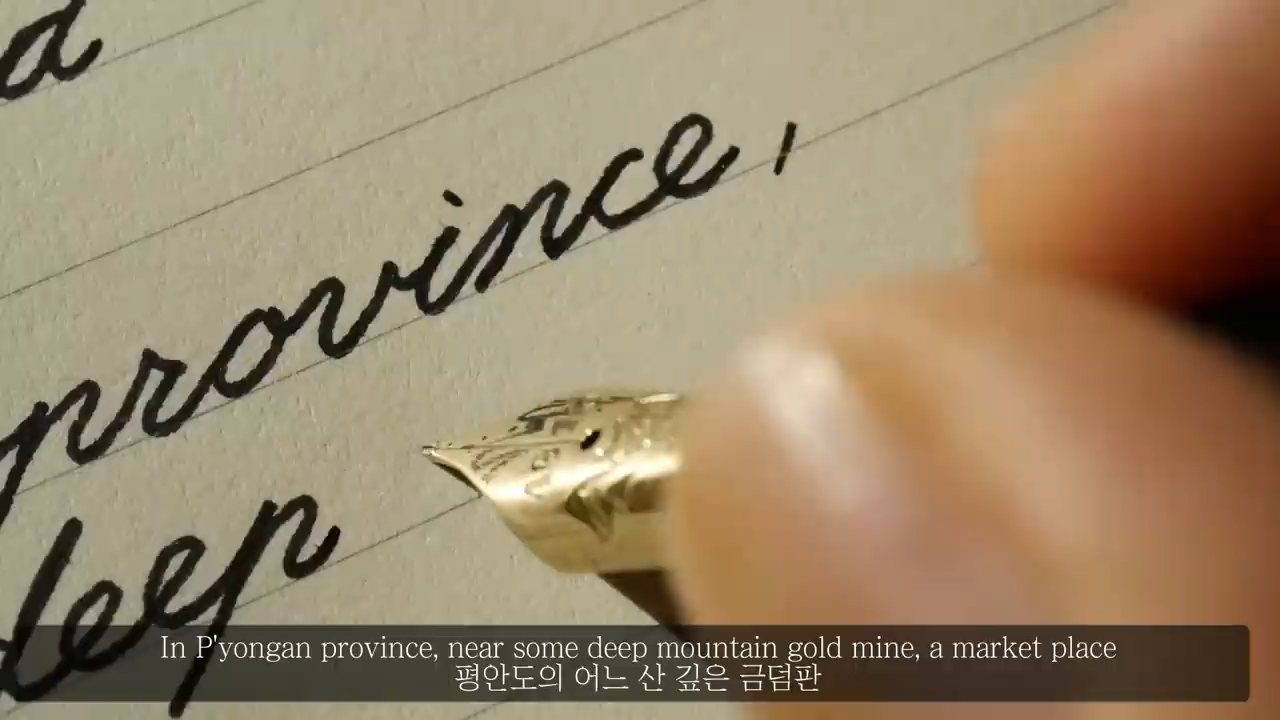 province,
deep
In P'yongan province, near some deep mountain gold mine, a market place
평안도의 어느 산 깊은 금덤판